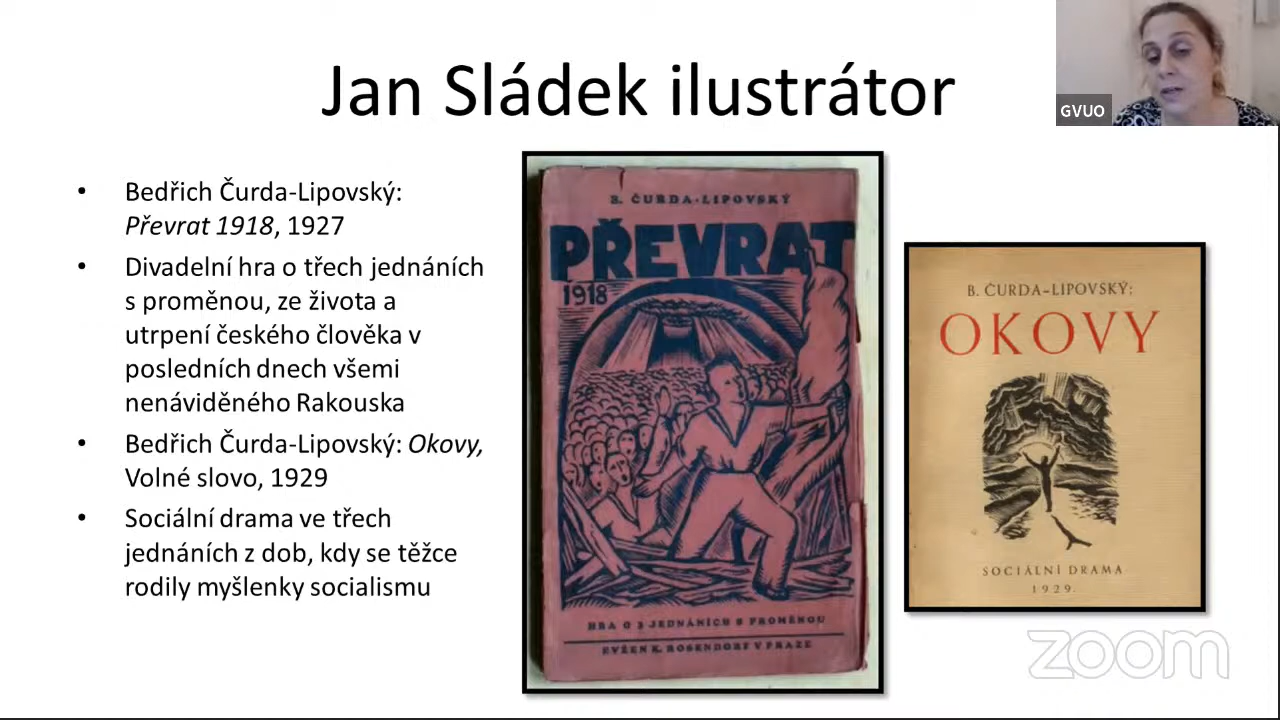 Jan Sládek ilustrátor
GVUO
• Bedřich Čurda-Lipovský:
Převrat 1918, 1927
• Divadelní hra o třech jednáních
s proměnou, ze života a
utrpení českého člověka v
posledních dnech všemi
nenáviděného Rakouska
• Bedřich Čurda-Lipovský: Okovy,
Volné slovo, 1929
• Sociální drama ve třech
jednáních z dob, kdy se těžce
rodily myšlenky socialismu
B. ČURDA-LIPOVSKÝ
PŘEVRAT
1918
HRA O 3 JEDNÁNÍCH S PROMĚNOU
EVŽEN K. ROSENDORF V PRAZE
B. ČURDA-LIPOVSKÝ:
OKOVY
SOCIÁLNÍ DRAMA
1929.
zoom